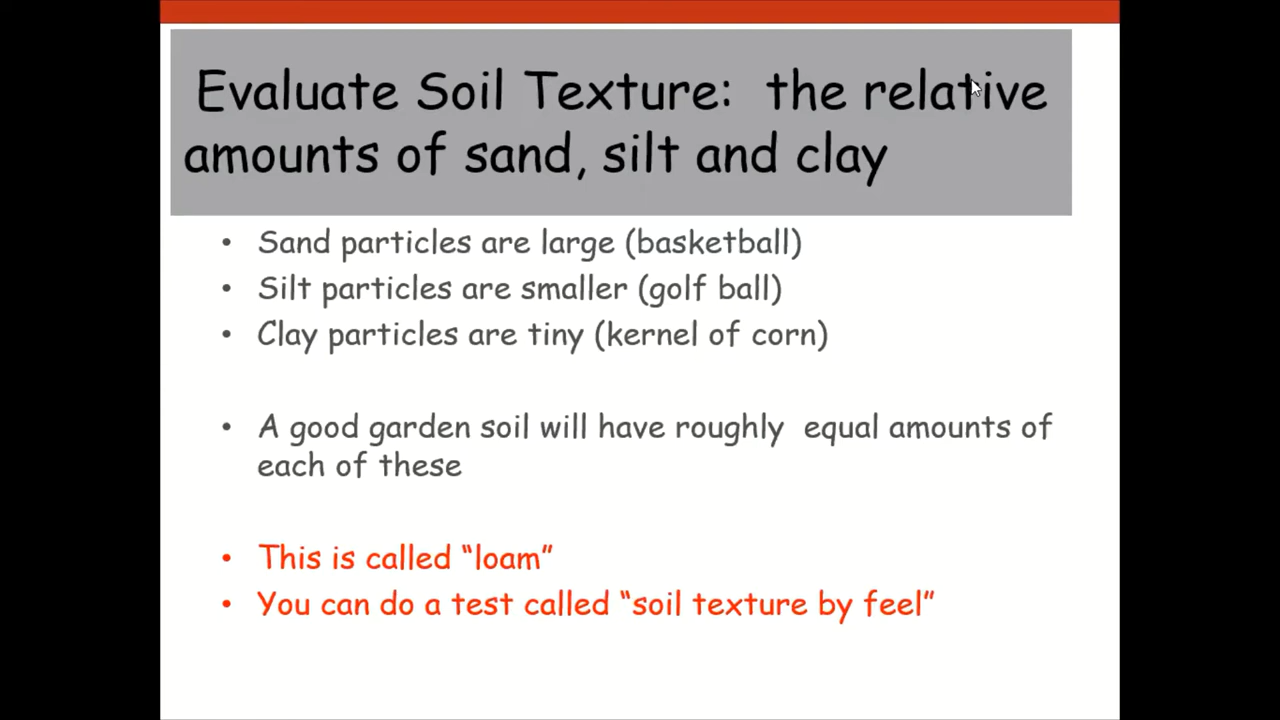 Evaluate Soil Texture: the relative
amounts of sand, silt and clay
• Sand particles are large (basketball)
• Silt particles are smaller (golf ball)
• Clay particles are tiny (kernel of corn)
• A good garden soil will have roughly equal amounts of
each of these
• This is called “loam”
• You can do a test called “soil texture by feel”